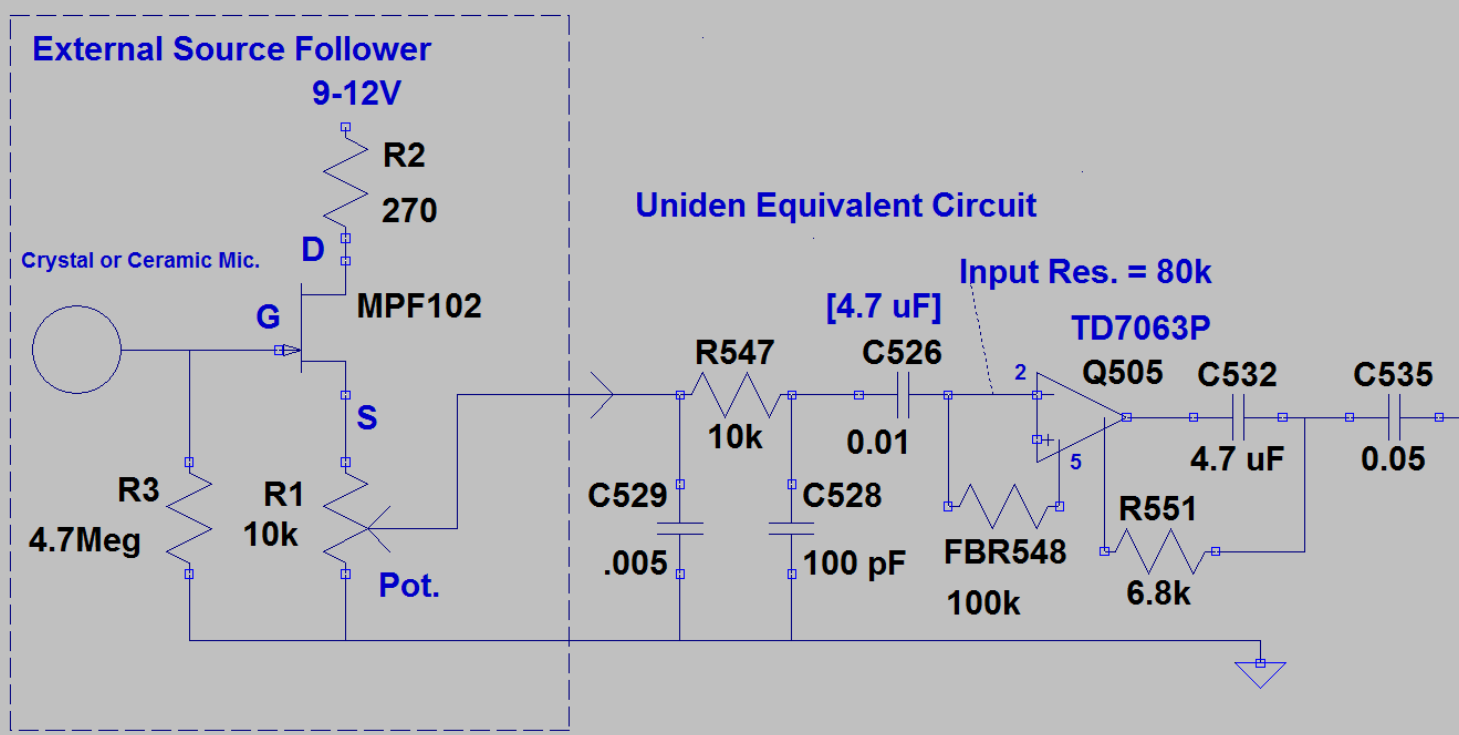 External Source Follower
9-12V
R2
270
D
Crystal or Ceramic Mic.
G
MPF102
S
R3
4.7Meg
R1
10k
Pot.
Uniden Equivalent Circuit
Input Res. = 80k
[4.7 uF]
TD7063P
R547
10k
C526
0.01
2
Q505
5
C532
4.7 uF
C535
0.05
C529
.005
C528
100 pF
FBR548
100k
R551
6.8k